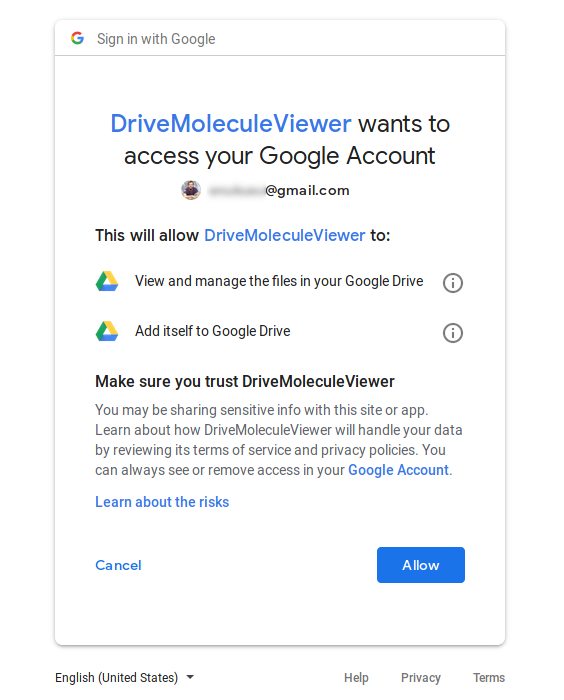 Sign in with Google
DriveMoleculeViewer wants to
access your Google Account
@gmail.com
This will allow DriveMoleculeViewer to:
View and manage the files in your Google Drive
Add itself to Google Drive
Make sure you trust DriveMoleculeViewer
You may be sharing sensitive info with this site or app.
Learn about how DriveMoleculeViewer will handle your data
by reviewing its terms of service and privacy policies. You
can always see or remove access in your Google Account.
Learn about the risks
Cancel Allow
English (United States) Help Privacy Terms